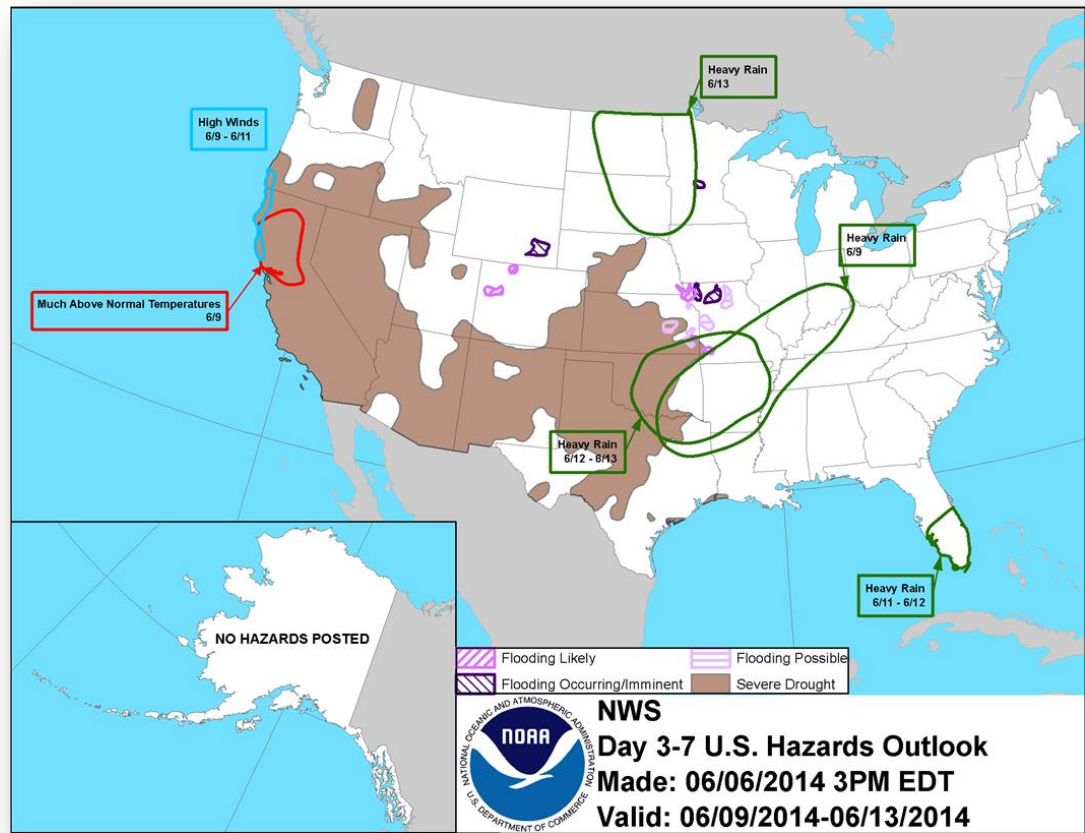 Heavy Rain
6/13
High Winds
6/9 - 6/11
Heavy Rain
6/9
Much Above Normal Temperatures
6/9
Heavy Rain
6/12 - 6/13
Heavy Rain
6/11 - 6/12
NO HAZARDS POSTED
Flooding Likely
Flooding Possible
Flooding Occurring/Imminent
Severe Drought
NATIONAL OCEANIC AND ATMOSPHERIC ADMINISTRATION
NOAA
U.S. DEPARTMENT OF COMMERCE
NWS
Day 3-7 U.S. Hazards Outlook
Made: 06/06/2014 3PM EDT
Valid: 06/09/2014-06/13/2014